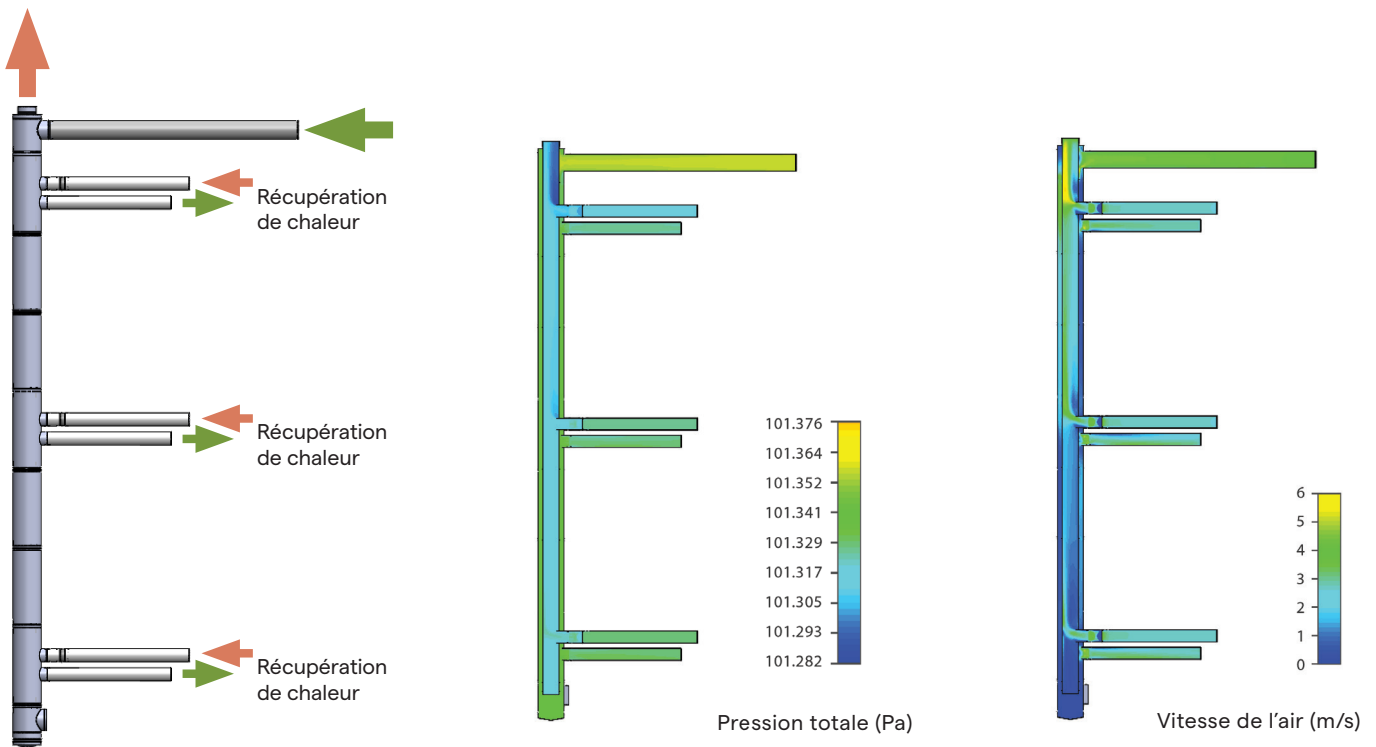 Récupération
de chaleur
Récupération
de chaleur
Récupération
de chaleur
101.376
101.364
101.352
101.341
101.329
101.317
101.305
101.293
101.282
Pression totale (Pa)
6
5
4
3
2
1
0
Vitesse de l'air (m/s)